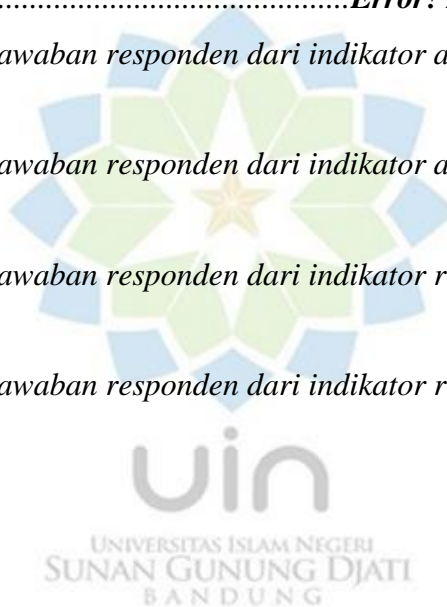 ..................................Error!
awaban responden dari indikator a
awaban responden dari indikator a
awaban responden dari indikator r
awaban responden dari indikator r
uin
UNIVERSITAS ISLAM NEGERI
SUNAN GUNUNG DJATI
BANDUNG